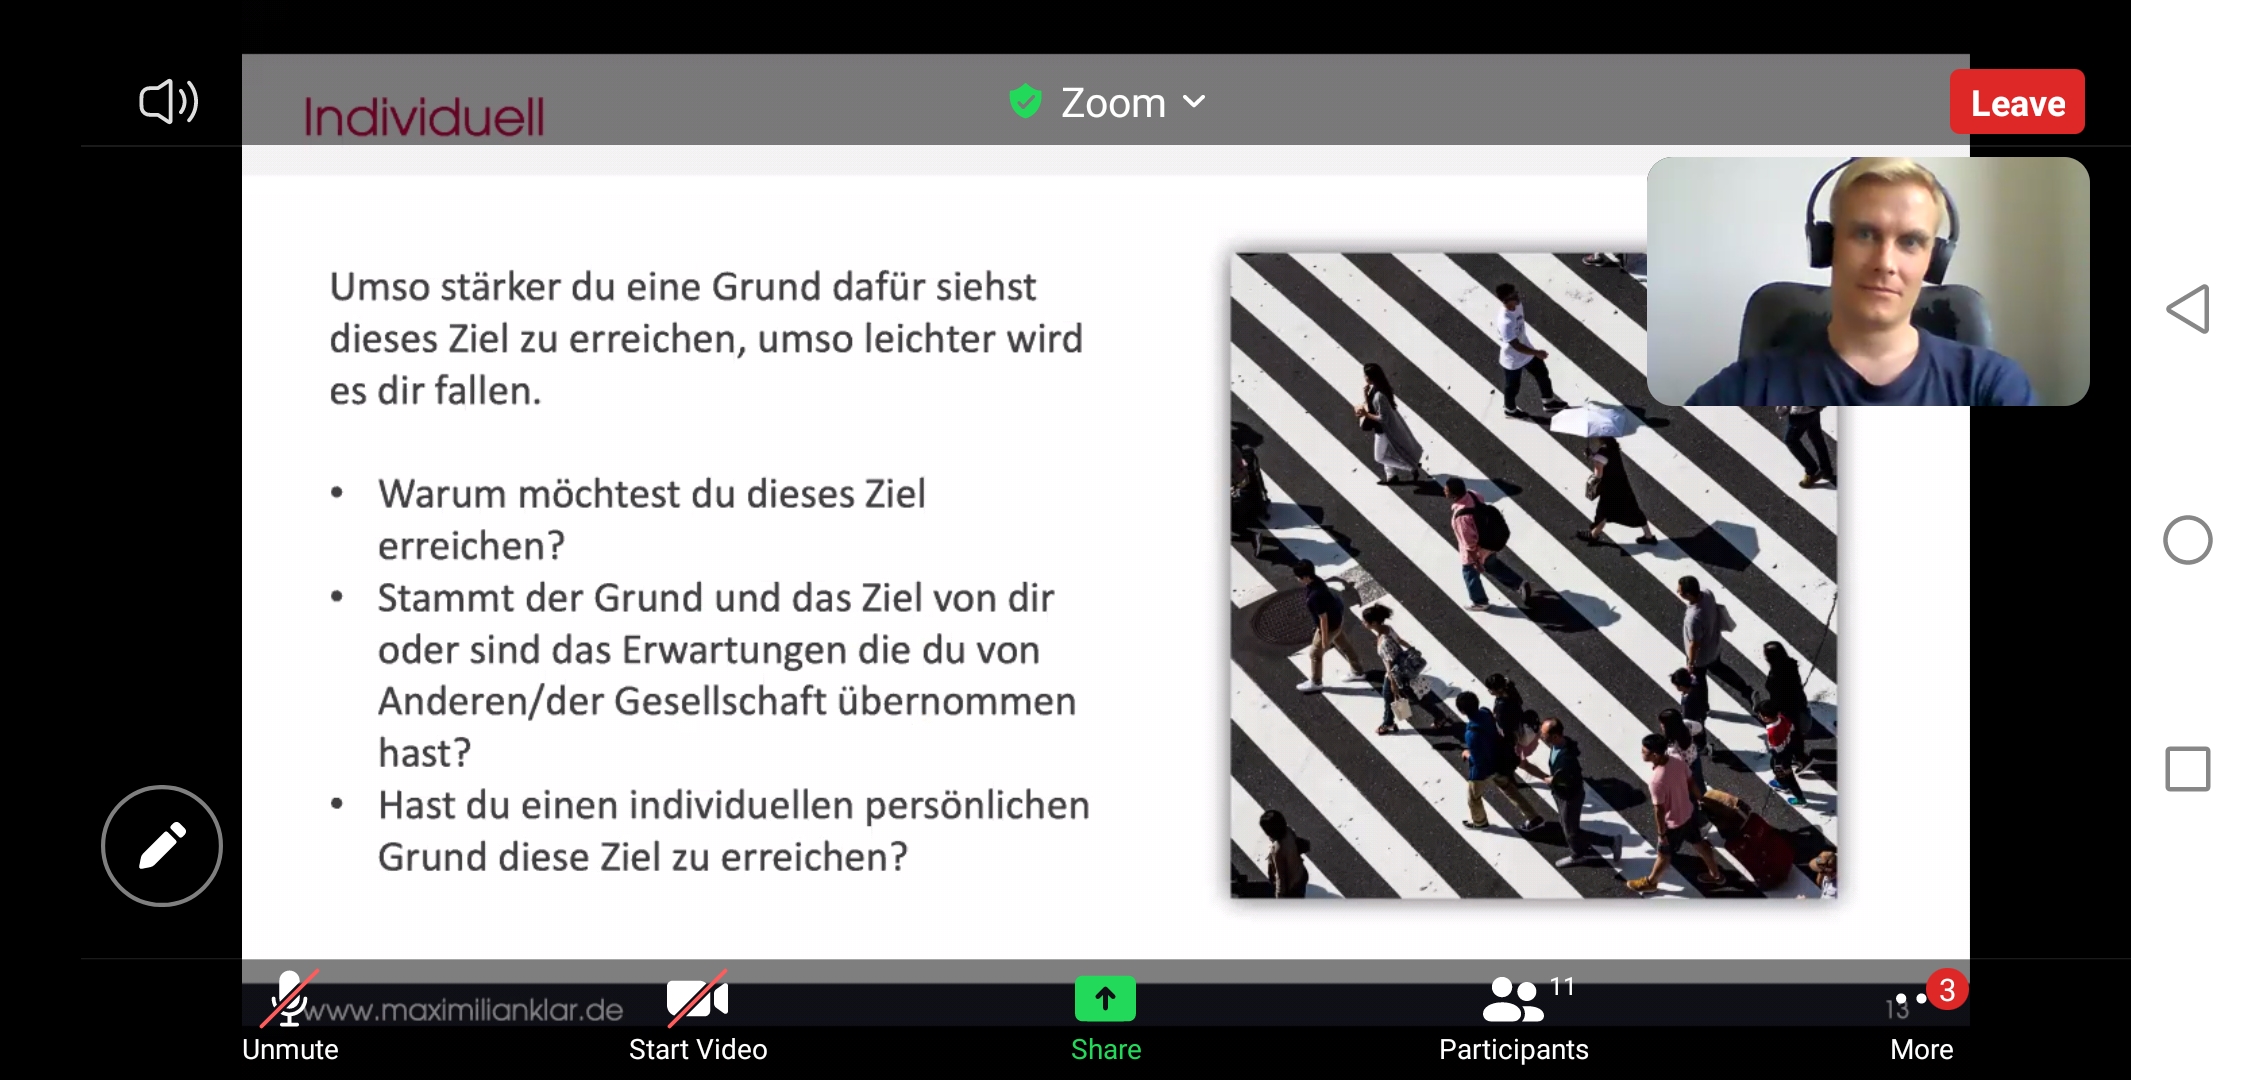 Individuell
Zoom
Leave
Umso stärker du eine Grund dafür siehst
dieses Ziel zu erreichen, umso leichter wird
es dir fallen.
• Warum möchtest du dieses Ziel
erreichen?
• Stammt der Grund und das Ziel von dir
oder sind das Erwartungen die du von
Anderen/der Gesellschaft übernommen
hast?
• Hast du einen individuellen persönlichen
Grund diese Ziel zu erreichen?
www.maximilianklar.de
11
13
3
Unmute
Start Video
Share
Participants
More